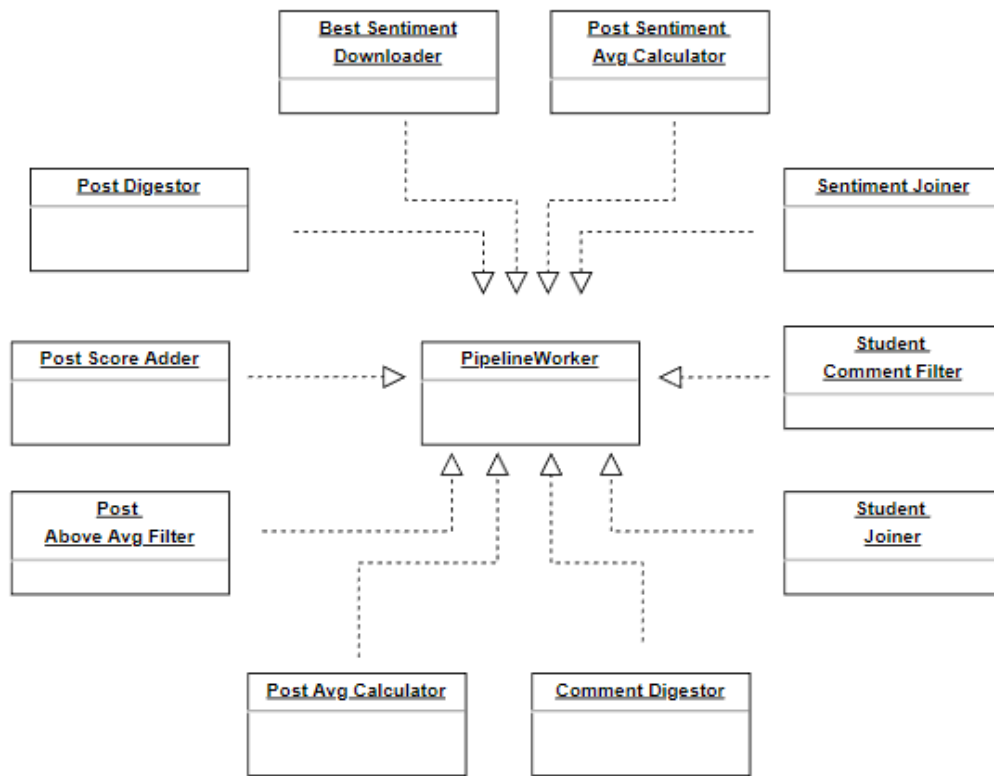 Best Sentiment
Downloader
Post Sentiment
Avg Calculator
Post Digestor
Sentiment Joiner
Post Score Adder
PipelineWorker
Student
Comment Filter
Post
Above Avg Filter
Student
Joiner
Post Avg Calculator
Comment Digestor